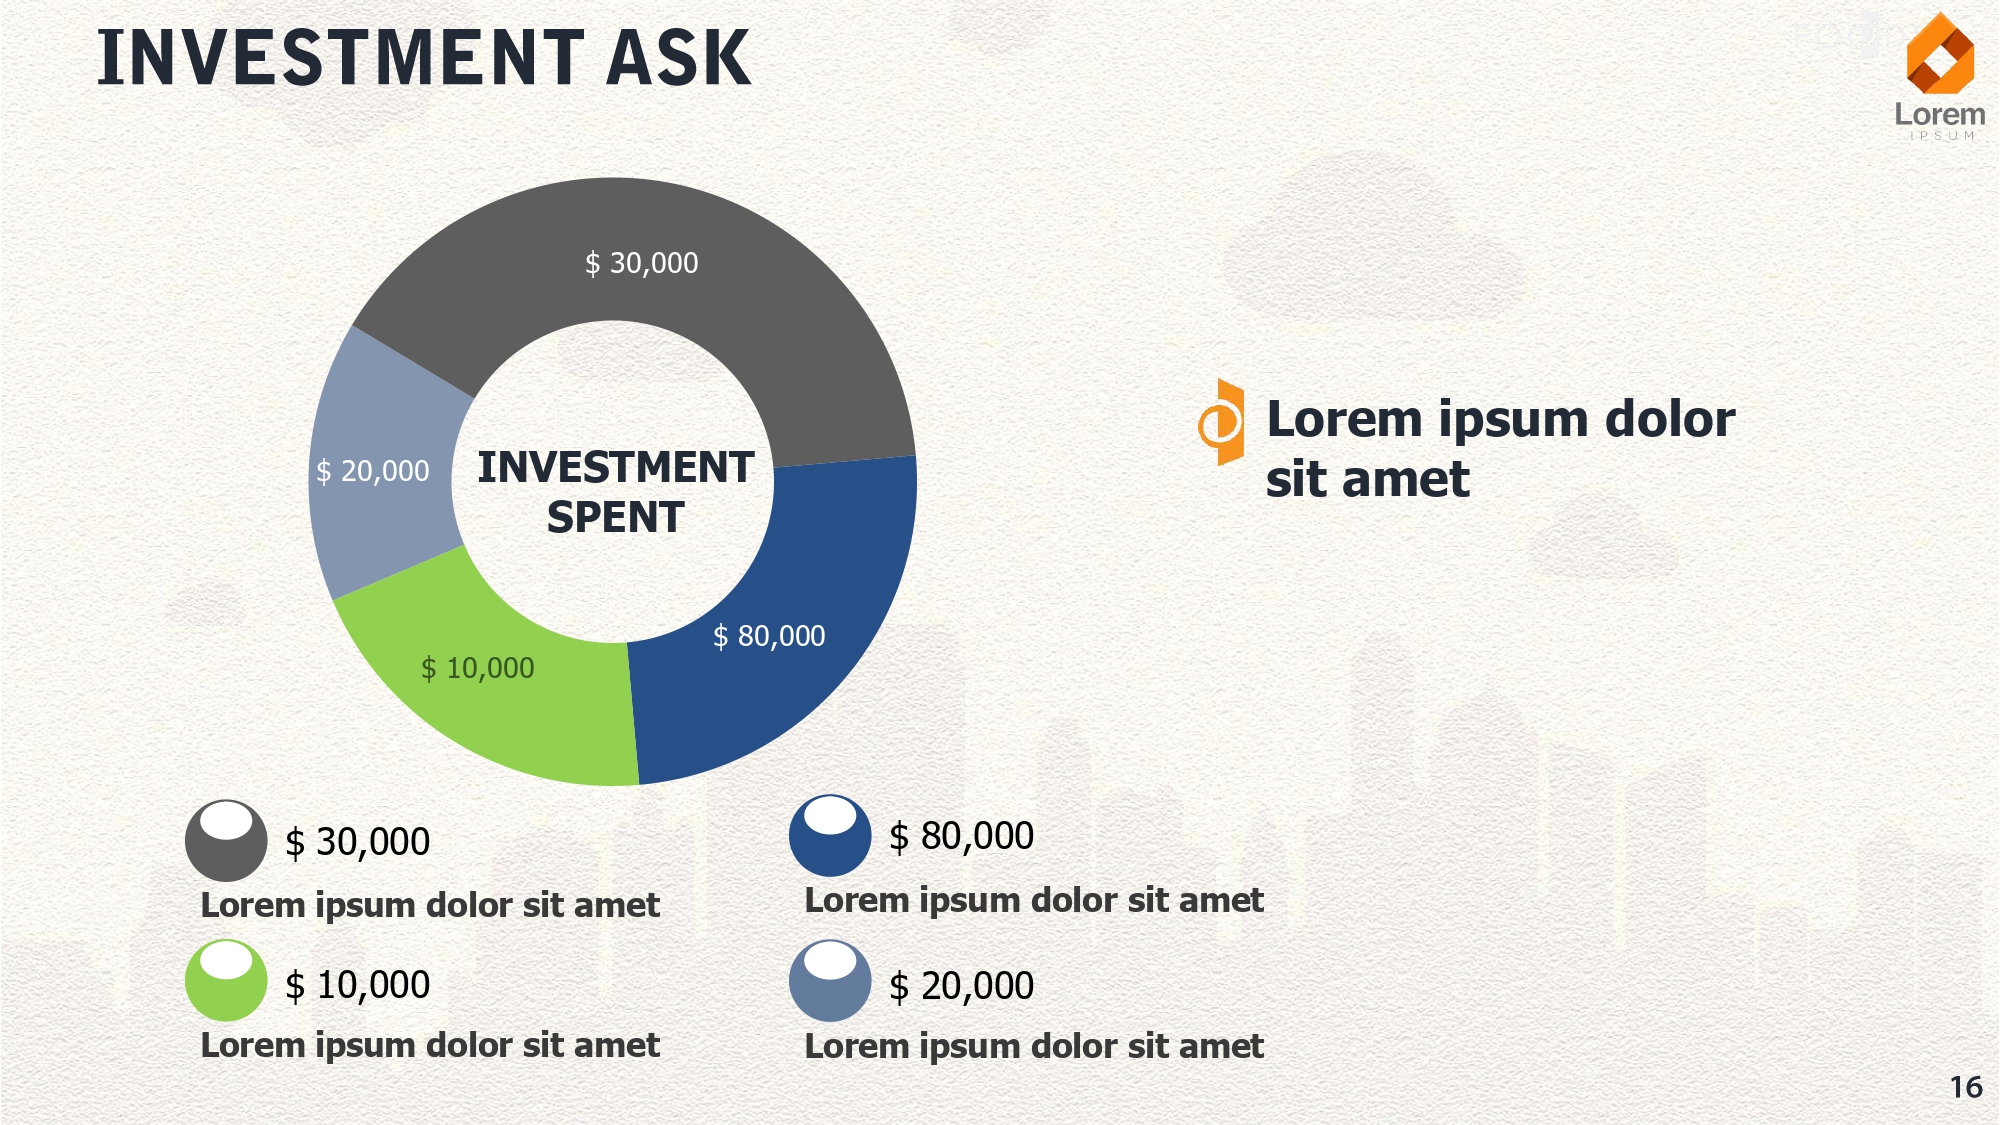 INVESTMENT ASK
Lorem
IPSUM
$ 30,000
$ 20,000
INVESTMENT
SPENT
$ 80,000
$ 10,000
Lorem ipsum dolor
sit amet
$ 30,000
Lorem ipsum dolor sit amet
$ 80,000
Lorem ipsum dolor sit amet
$ 10,000
Lorem ipsum dolor sit amet
$ 20,000
Lorem ipsum dolor sit amet
16